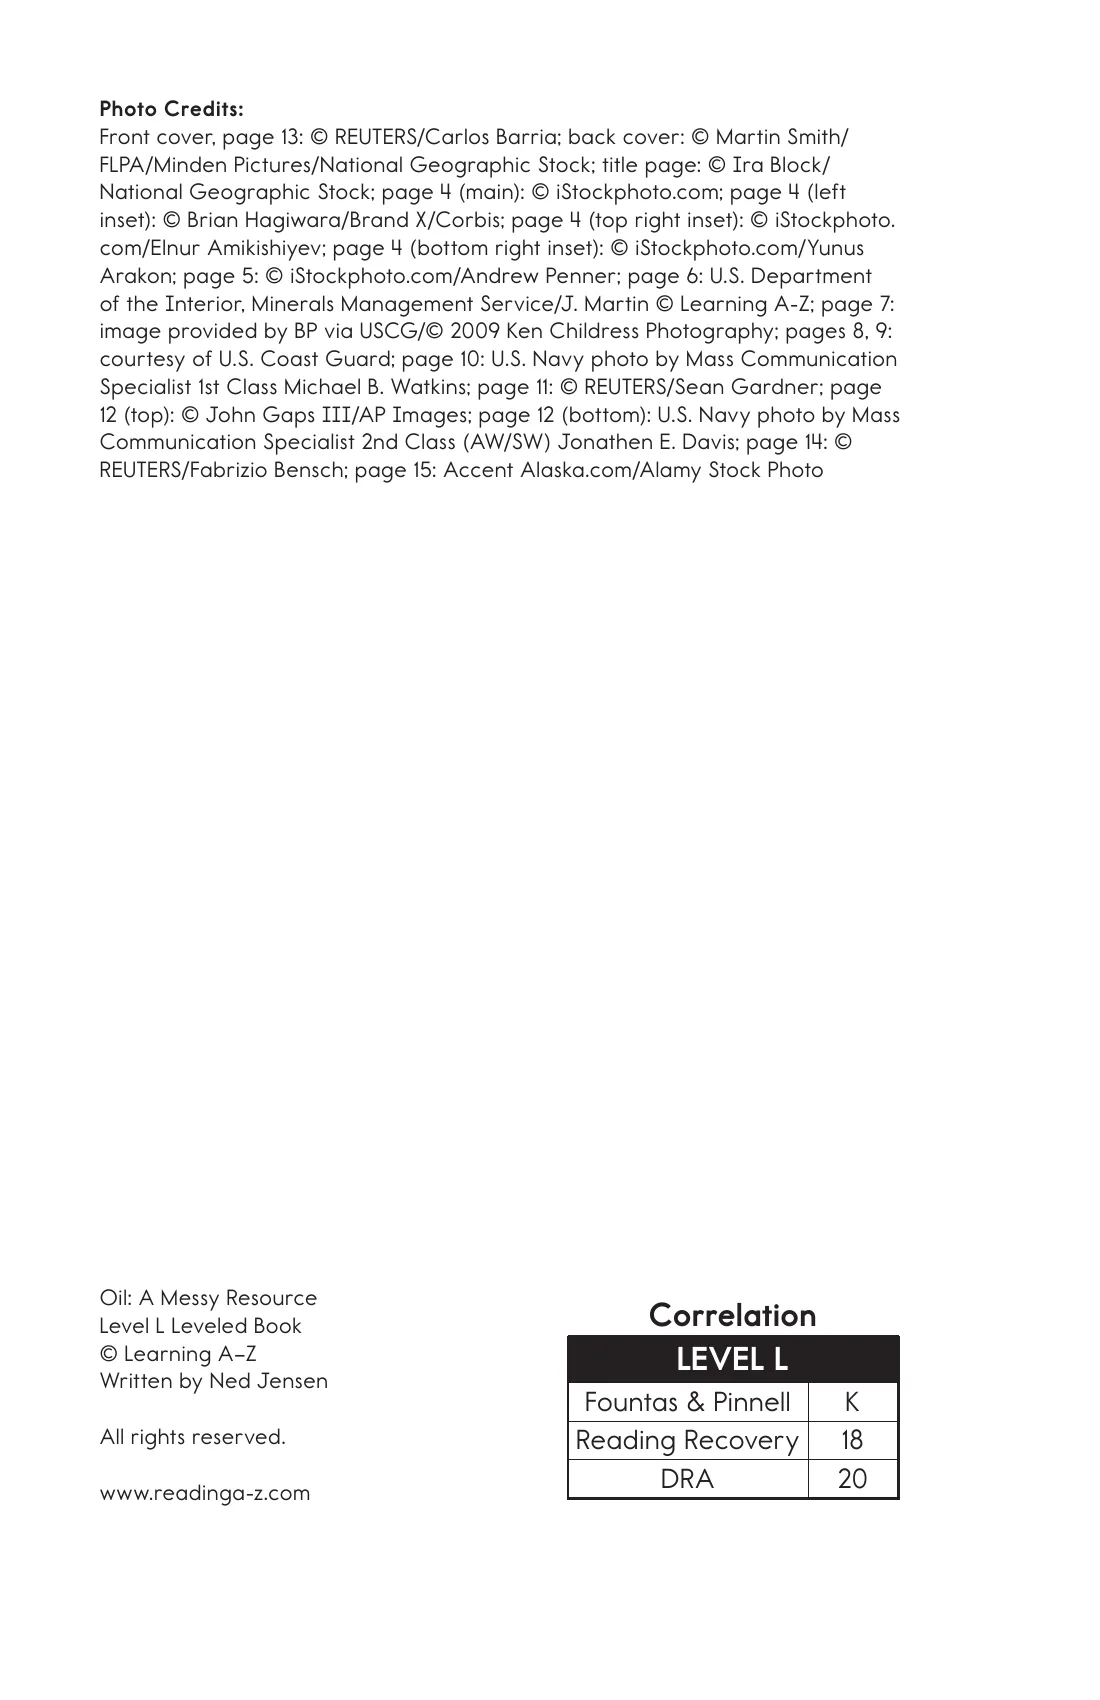 Photo Credits:
Front cover, page 13: © REUTERS/Carlos Barria; back cover: © Martin Smith/
FLPA/Minden Pictures/National Geographic Stock; title page: © Ira Block/
National Geographic Stock; page 4 (main): © iStockphoto.com; page 4 (left
inset): © Brian Hagiwara/Brand X/Corbis; page 4 (top right inset): © iStockphoto.
com/Elnur Amikishiyev; page 4 (bottom right inset): © iStockphoto.com/Yunus
Arakon; page 5: © iStockphoto.com/Andrew Penner; page 6: U.S. Department
of the Interior, Minerals Management Service/J. Martin © Learning A-Z; page 7:
image provided by BP via USCG/© 2009 Ken Childress Photography; pages 8, 9:
courtesy of U.S. Coast Guard; page 10: U.S. Navy photo by Mass Communication
Specialist 1st Class Michael B. Watkins; page 11: © REUTERS/Sean Gardner; page
12 (top): © John Gaps III/AP Images; page 12 (bottom): U.S. Navy photo by Mass
Communication Specialist 2nd Class (AW/SW) Jonathen E. Davis; page 14: ©
REUTERS/Fabrizio Bensch; page 15: Accent Alaska.com/Alamy Stock Photo
Oil: A Messy Resource
Level L Leveled Book
© Learning A–Z
Written by Ned Jensen
All rights reserved.
www.readinga-z.com
Correlation
LEVEL L
Fountas & Pinnell K
Reading Recovery 18
DRA 20